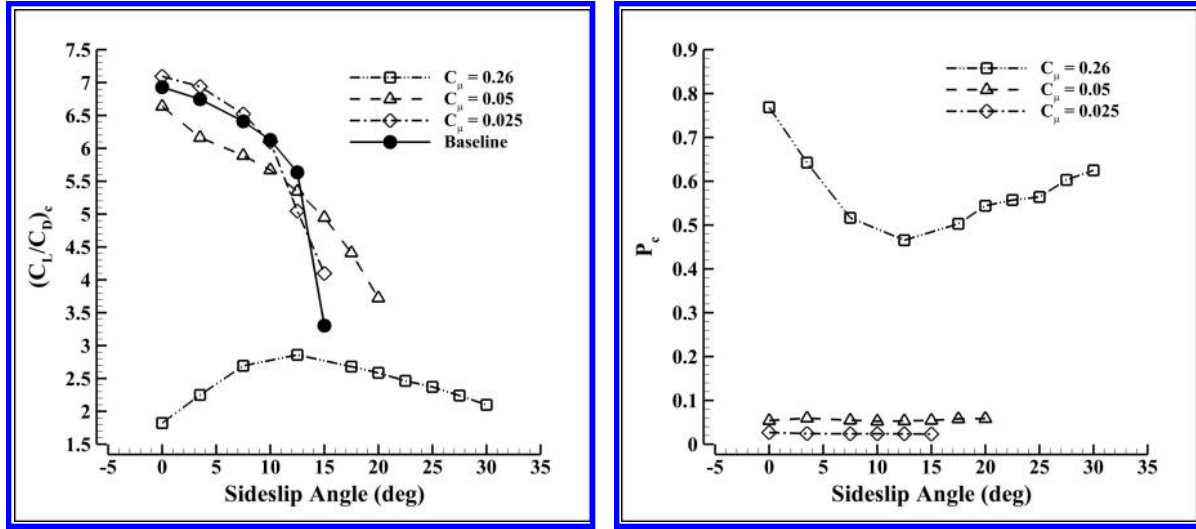 7.5
7
6.5
6
5.5
5
4.5
4
3.5
3
2.5
2
1.5
(C_L/C_D)_c
C_μ = 0.26
C_μ = 0.05
C_μ = 0.025
Baseline
-5 0 5 10 15 20 25 30 35
Sideslip Angle (deg)
0.9
0.8
0.7
0.6
0.5
0.4
0.3
0.2
0.1
0
P_c
C_μ = 0.26
C_μ = 0.05
C_μ = 0.025
-5 0 5 10 15 20 25 30 35
Sideslip Angle (deg)